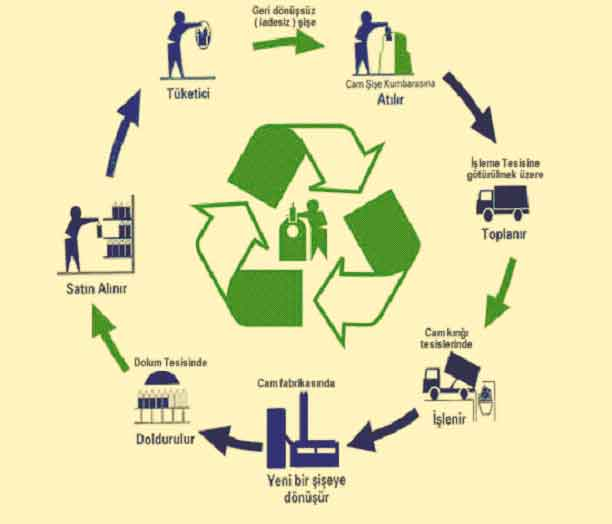 Geri dönüşsüz
( iadesiz ) şişe
Tüketici
Cam Şişe Kumbarasına
Atılır
İşleme Tesisine
götürülmek üzere
Toplanır
Cam kırığı
tesislerinde
İşlenir
Cam fabrikasında
Yeni bir şişeye
dönüşür
Dolum Tesisinde
Doldurulur
Satın Alınır